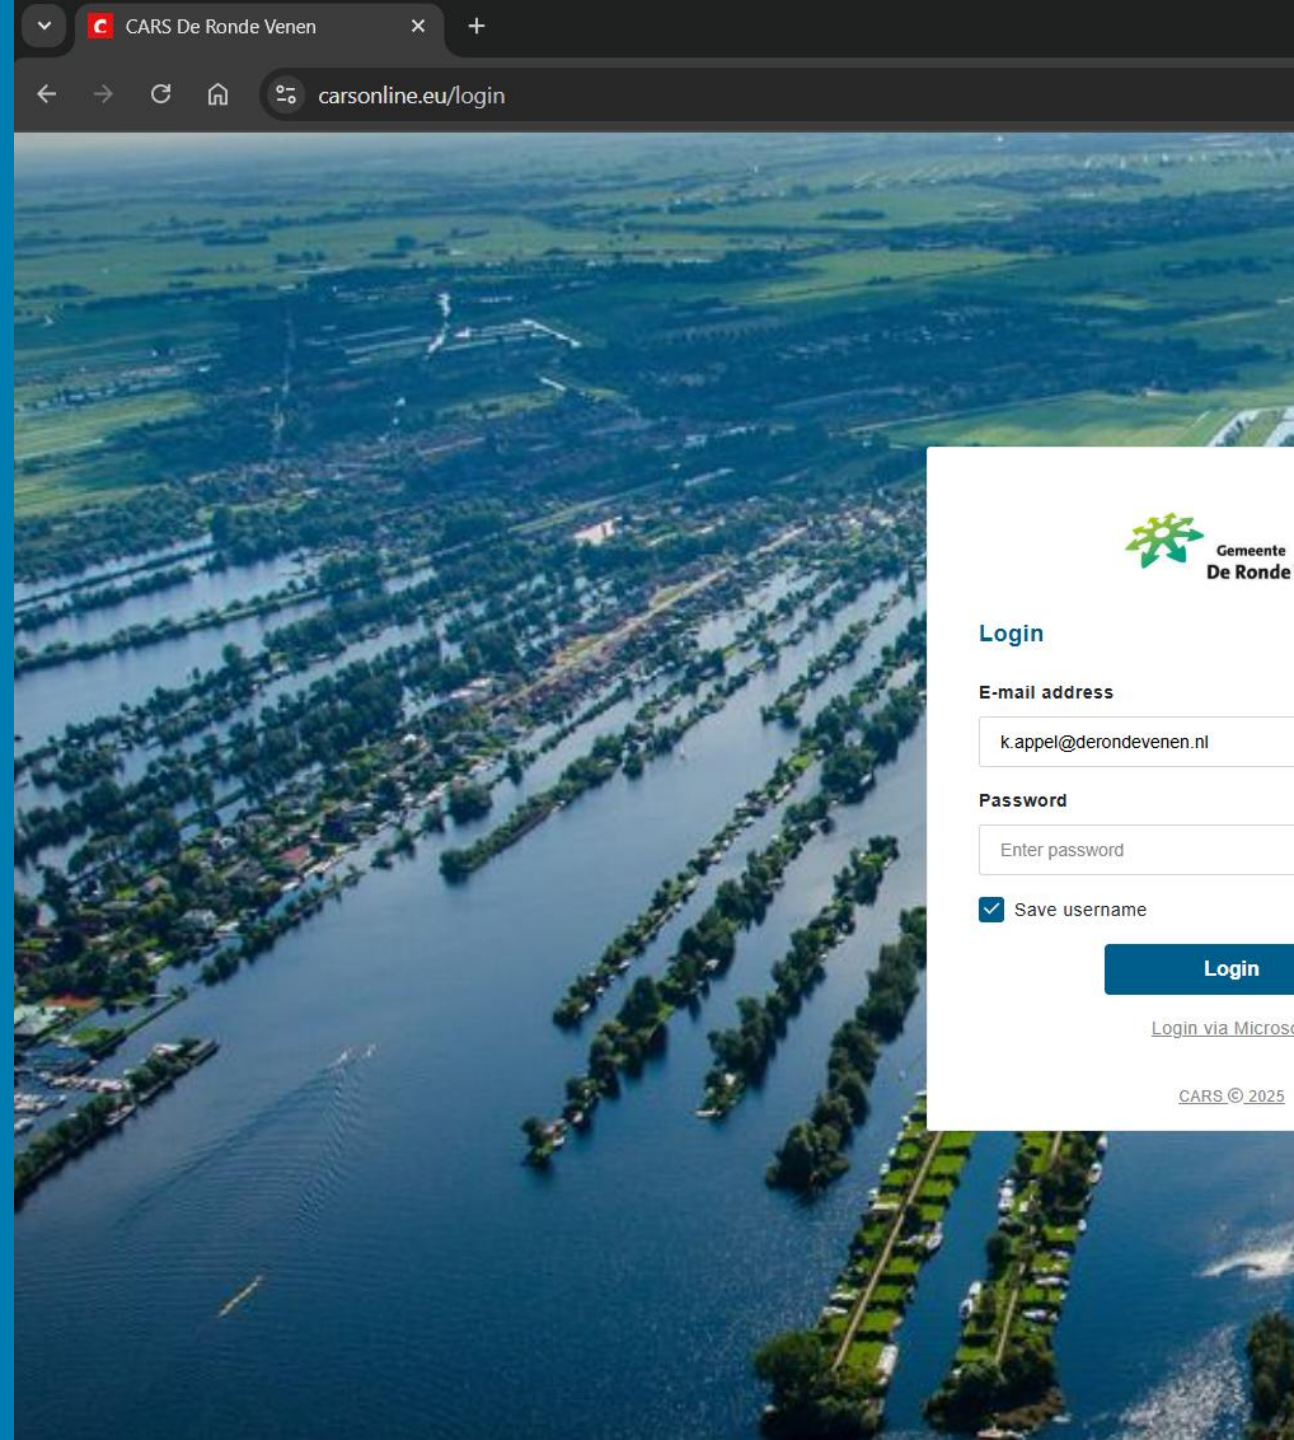 CARS De Ronde Venen
carsonline.eu/login
Gemeente
De Ronde
Login
E-mail address
k.appel@derondevenen.nl
Password
Enter password
Save username
Login
Login via Microso
CARS © 2025